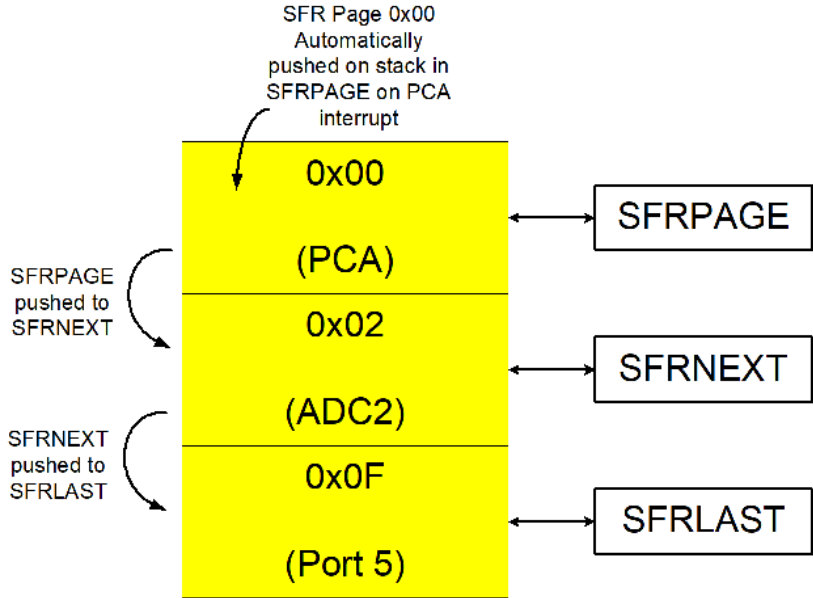 SFR Page 0x00
Automatically
pushed on stack in
SFRPAGE on PCA
interrupt
0x00
(PCA)
SFRPAGE
SFRPAGE
pushed to
SFRNEXT
0x02
(ADC2)
SFRNEXT
SFRNEXT
pushed to
SFRLAST
0x0F
(Port 5)
SFRLAST